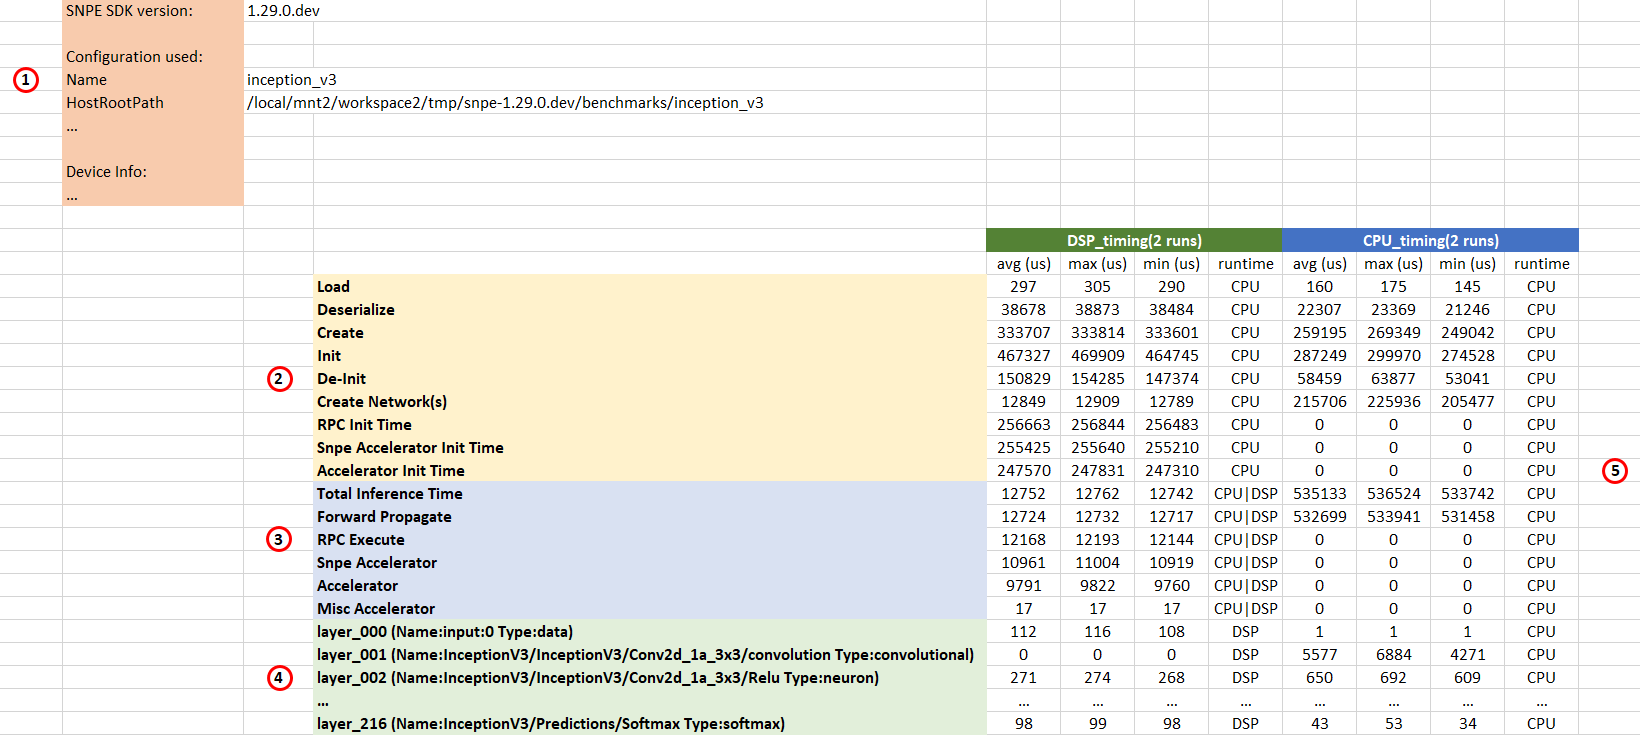 SNPE SDK version: 1.29.0.dev
Configuration used:
1 Name inception_v3
HostRootPath /local/mnt2/workspace2/tmp/snpe-1.29.0.dev/benchmarks/inception_v3
...
Device Info:
...
DSP_timing(2 runs) CPU_timing(2 runs)
avg (us) max (us) min (us) runtime avg (us) max (us) min (us) runtime
Load 297 305 290 CPU 160 175 145 CPU
Deserialize 38678 38873 38484 CPU 22307 23369 21246 CPU
Create 333707 333814 333601 CPU 259195 269349 249042 CPU
Init 467327 469909 464745 CPU 287249 299970 274528 CPU
2 De-Init 150829 154285 147374 CPU 58459 63877 53041 CPU
Create Network(s) 12849 12909 12789 CPU 215706 225936 205477 CPU
RPC Init Time 256663 256844 256483 CPU 0 0 0 CPU
Snpe Accelerator Init Time 255425 255640 255210 CPU 0 0 0 CPU
Accelerator Init Time 247570 247831 247310 CPU 0 0 0 CPU 5
Total Inference Time 12752 12762 12742 CPU|DSP 535133 536524 533742 CPU
Forward Propagate 12724 12732 12717 CPU|DSP 532699 533941 531458 CPU
3 RPC Execute 12168 12193 12144 CPU|DSP 0 0 0 CPU
Snpe Accelerator 10961 11004 10919 CPU|DSP 0 0 0 CPU
Accelerator 9791 9822 9760 CPU|DSP 0 0 0 CPU
Misc Accelerator 17 17 17 CPU|DSP 0 0 0 CPU
layer_000 (Name:input:0 Type:data) 112 116 108 DSP 1 1 1 CPU
layer_001 (Name:InceptionV3/InceptionV3/Conv2d_1a_3x3/convolution Type:convolutional) 0 0 0 DSP 5577 6884 4271 CPU
4 layer_002 (Name:InceptionV3/InceptionV3/Conv2d_1a_3x3/Relu Type:neuron) 271 274 268 DSP 650 692 609 CPU
... ... ... ... ... ... ... ... ...
layer_216 (Name:InceptionV3/Predictions/Softmax Type:softmax) 98 99 98 DSP 43 53 34 CPU